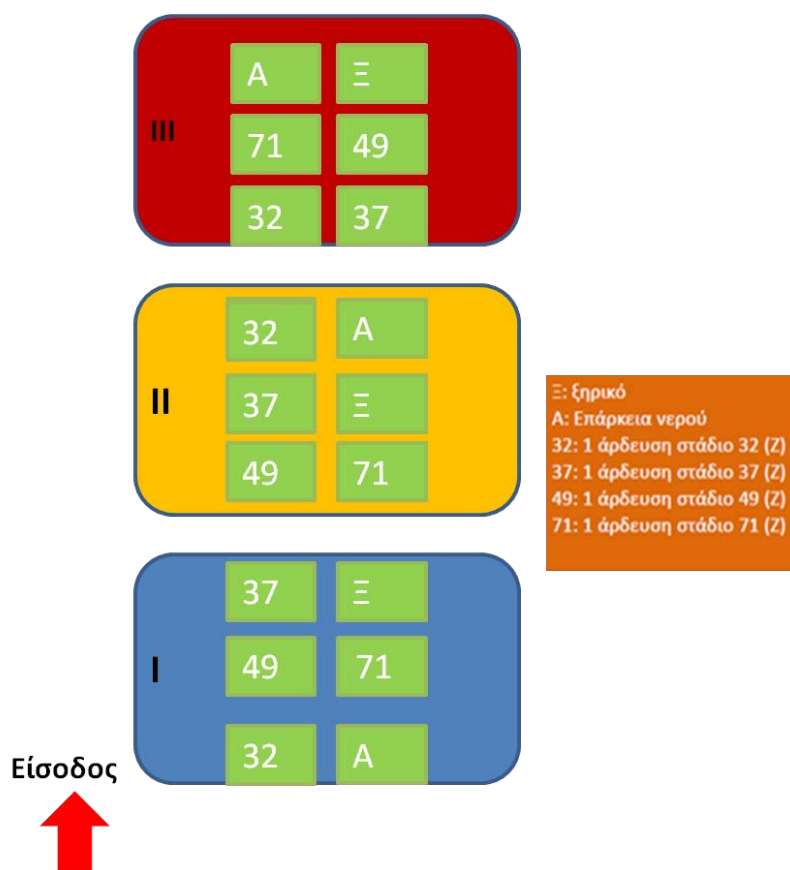 Α Ξ
III
71 49
32 37
32 Α
II
37 Ξ
49 71
Ξ: ξηρικό
Α: Επάρκεια νερού
32: 1 άρδευση στάδιο 32 (Ζ)
37: 1 άρδευση στάδιο 37 (Ζ)
49: 1 άρδευση στάδιο 49 (Ζ)
71: 1 άρδευση στάδιο 71 (Ζ)
37 Ξ
I
49 71
32 Α
Είσοδος